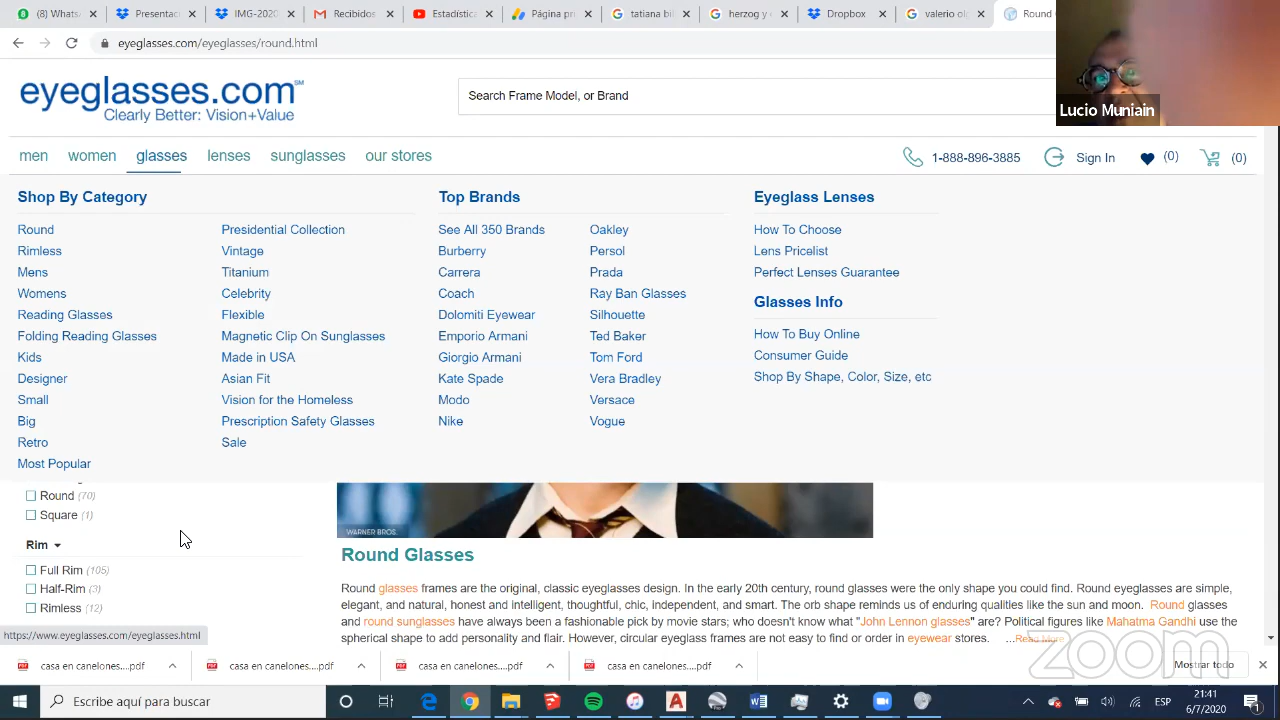 (8) Whats
dropbox
IMG-2020
Resultad
Estadística
Página pr
tatiana bil
herzog y
Dropbox
valerio ol
Round
eyeglasses.com/eyeglasses/round.html
eyeglasses.com℠
Clearly Better: Vision+Value
Search Frame Model, or Brand
Lucio Muniain
men women glasses lenses sunglasses our stores
1-888-896-3885 Sign In (0) (0)
Shop By Category
Round
Rimless
Mens
Womens
Reading Glasses
Folding Reading Glasses
Kids
Designer
Small
Big
Retro
Most Popular
Presidential Collection
Vintage
Titanium
Celebrity
Flexible
Magnetic Clip On Sunglasses
Made in USA
Asian Fit
Vision for the Homeless
Prescription Safety Glasses
Sale
Top Brands
See All 350 Brands
Burberry
Carrera
Coach
Dolomiti Eyewear
Emporio Armani
Giorgio Armani
Kate Spade
Modo
Nike
Oakley
Persol
Prada
Ray Ban Glasses
Silhouette
Ted Baker
Tom Ford
Vera Bradley
Versace
Vogue
Eyeglass Lenses
How To Choose
Lens Pricelist
Perfect Lenses Guarantee
Glasses Info
How To Buy Online
Consumer Guide
Shop By Shape, Color, Size, etc
Round (70)
Square (1)
Rim
Full Rim (105)
Half-Rim (3)
Rimless (12)
WARNER BROS.
Round Glasses
Round glasses frames are the original, classic eyeglasses design. In the early 20th century, round glasses were the only shape you could find. Round eyeglasses are simple,
elegant, and natural, honest and intelligent, thoughtful, chic, independent, and smart. The orb shape reminds us of enduring qualities like the sun and moon. Round glasses
and round sunglasses have always been a fashionable pick by movie stars; who doesn't know what "John Lennon glasses" are? Political figures like Mahatma Gandhi use the
spherical shape to add personality and flair. However, circular eyeglass frames are not easy to find or order in eyewear stores. ...Read More
https://www.eyeglasses.com/eyeglasses.html
casa en canelones....pdf
casa en canelones....pdf
casa en canelones....pdf
casa en canelones....pdf
Mostrar todo
zoom
Escribe aquí para buscar
ESP
21:41
6/7/2020